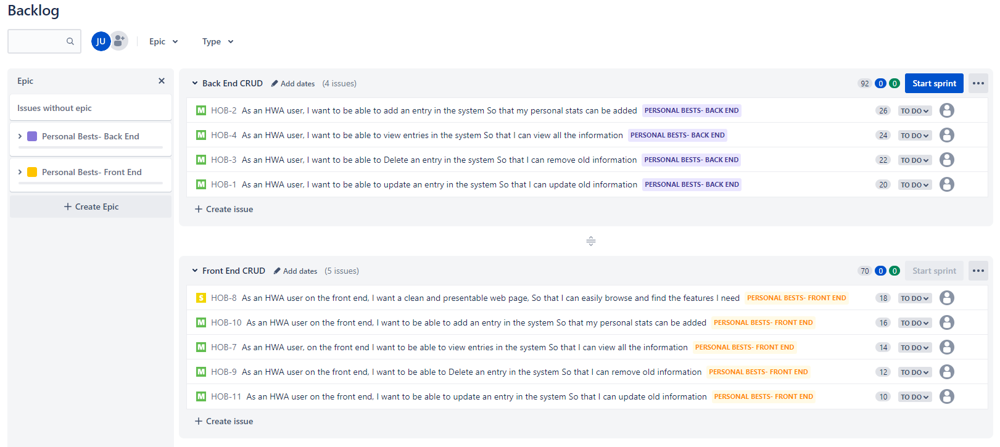 Backlog
JU Epic Type
Epic
Issues without epic
Personal Bests- Back End
Personal Bests- Front End
Create Epic
Back End CRUD Add dates (4 issues) 92 0 0 Start sprint
M HOB-2 As an HWA user, I want to be able to add an entry in the system So that my personal stats can be added PERSONAL BESTS- BACK END 26 TO DO
M HOB-4 As an HWA user, I want to be able to view entries in the system So that I can view all the information PERSONAL BESTS- BACK END 24 TO DO
M HOB-3 As an HWA user, I want to be able to Delete an entry in the system So that I can remove old information PERSONAL BESTS- BACK END 22 TO DO
M HOB-1 As an HWA user, I want to be able to update an entry in the system So that I can update old information PERSONAL BESTS- BACK END 20 TO DO
Create issue
Front End CRUD Add dates (5 issues) 70 0 0 Start sprint
S HOB-8 As an HWA user on the front end, I want a clean and presentable web page, So that I can easily browse and find the features I need PERSONAL BESTS- FRONT END 18 TO DO
M HOB-10 As an HWA user on the front end, I want to be able to add an entry in the system So that my personal stats can be added PERSONAL BESTS- FRONT END 16 TO DO
M HOB-7 As an HWA user, on the front end I want to be able to view entries in the system So that I can view all the information PERSONAL BESTS- FRONT END 14 TO DO
M HOB-9 As an HWA user on the front end, I want to be able to Delete an entry in the system So that I can remove old information PERSONAL BESTS- FRONT END 12 TO DO
M HOB-11 As an HWA user on the front end, I want to be able to update an entry in the system So that I can update old information PERSONAL BESTS- FRONT END 10 TO DO
Create issue